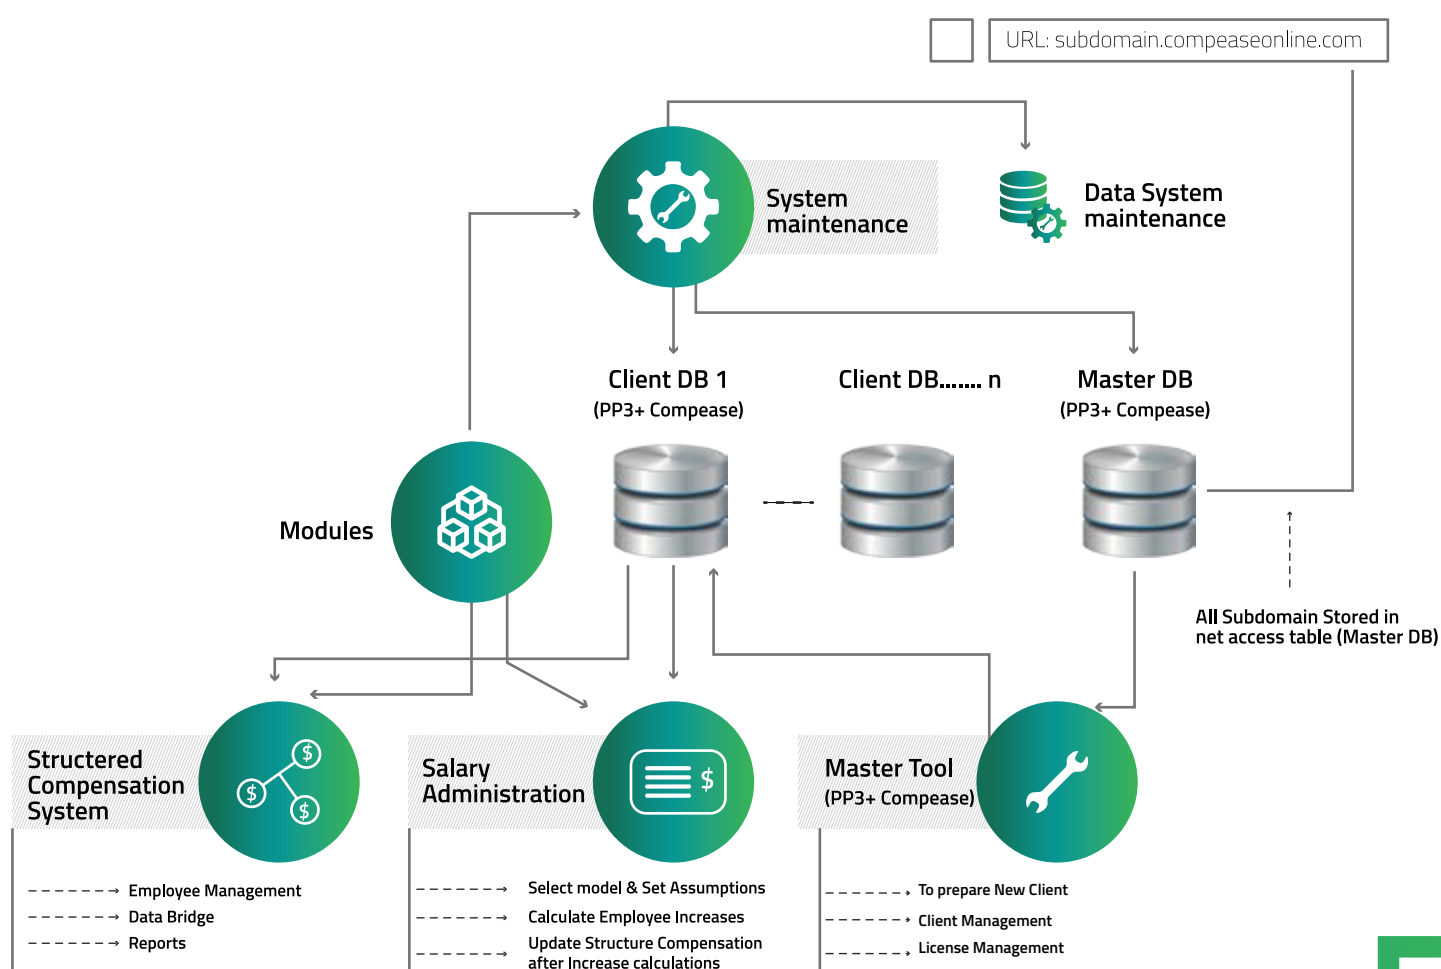 URL: subdomain.compeaseonline.com
System
maintenance
Data System
maintenance
Client DB 1
(PP3+ Compease)
Client DB....... n
Master DB
(PP3+ Compease)
Modules
All Subdomain Stored in
net access table (Master DB)
Structered
Compensation
System
$
$
$
Employee Management
Data Bridge
Reports
Salary
Administration
$
Select model & Set Assumptions
Calculate Employee Increases
Update Structure Compensation
after Increase calculations
Master Tool
(PP3+ Compease)
To prepare New Client
Client Management
License Management